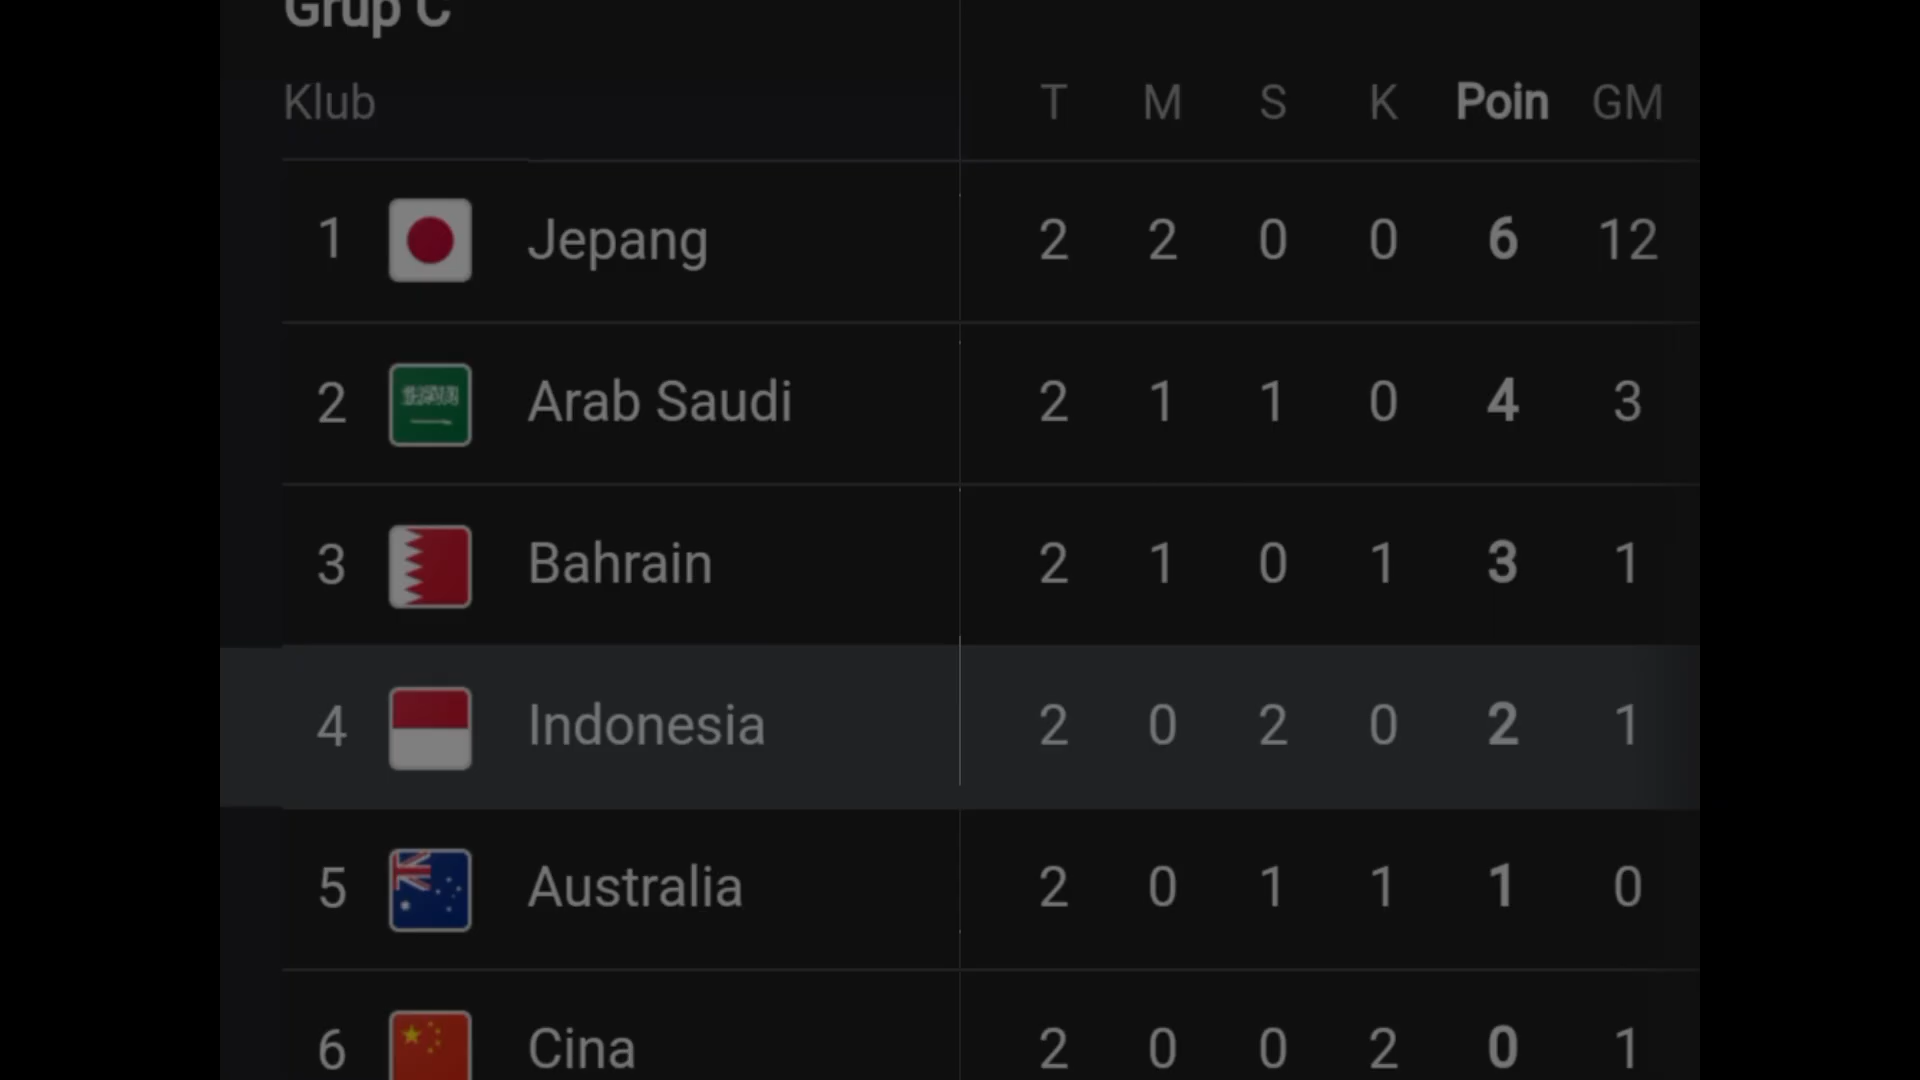 Grup C
Klub T M S K Poin GM
1 Jepang 2 2 0 0 6 12
2 Arab Saudi 2 1 1 0 4 3
3 Bahrain 2 1 0 1 3 1
4 Indonesia 2 0 2 0 2 1
5 Australia 2 0 1 1 1 0
6 Cina 2 0 0 2 0 1